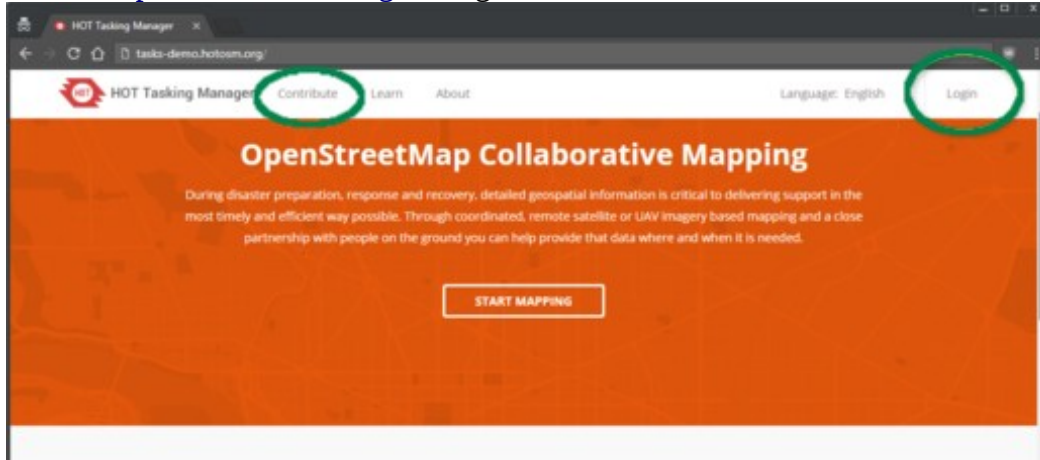 HOT Tasking Manager
tasks-demo.hotosm.org/
HOT HOT Tasking Manager Contribute Learn About Language: English Login
OpenStreetMap Collaborative Mapping
During disaster preparation, response and recovery, detailed geospatial information is critical to delivering support in the
most timely and efficient way possible. Through coordinated, remote satellite or UAV imagery based mapping and a close
partnership with people on the ground you can help provide that data where and when it is needed.
START MAPPING